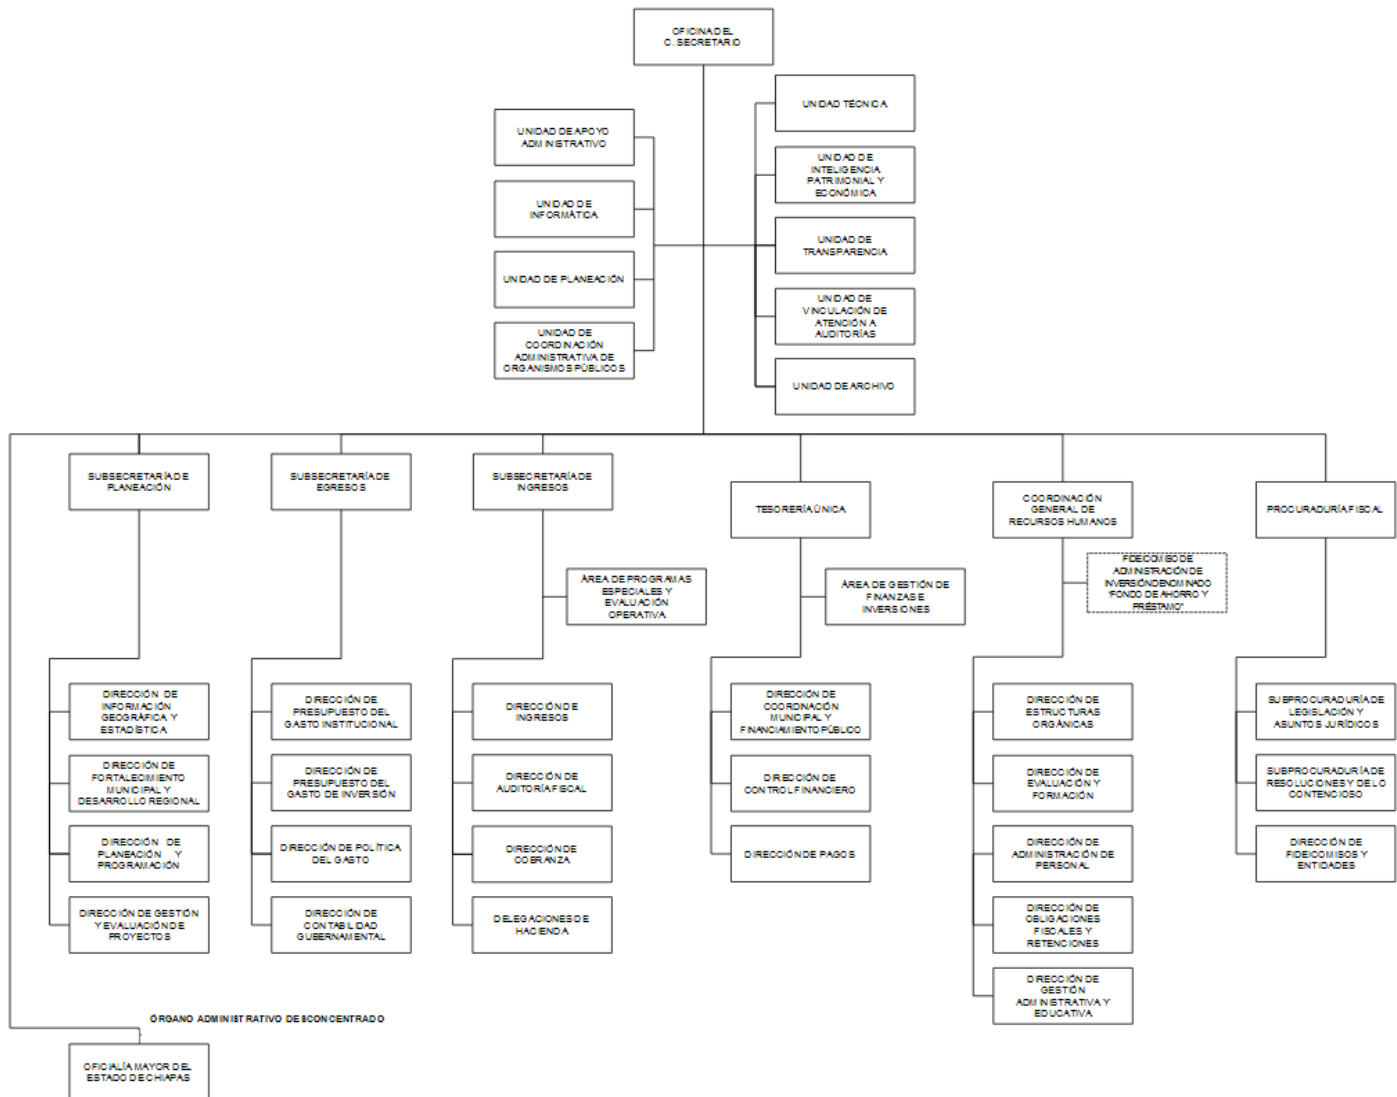 OFICINA DEL
C. SECRETARIO
UNIDAD TÉCNICA
UNIDAD DE APOYO
ADMINISTRATIVO
UNIDAD DE
INTELIGENCIA
PATRIMONIAL Y
ECONÓMICA
UNIDAD DE
INFORMÁTICA
UNIDAD DE
TRANSPARENCIA
UNIDAD DE PLANEACIÓN
UNIDAD DE
VINCULACIÓN DE
ATENCIÓN A
AUDITORÍAS
UNIDAD DE
COORDINACIÓN
ADMINISTRATIVA DE
ORGANISMOS PÚBLICOS
UNIDAD DE ARCHIVO
SUBSECRETARÍA DE
PLANEACIÓN
SUBSECRETARÍA DE
EGRESOS
SUBSECRETARÍA DE
INGRESOS
TESORERÍA ÚNICA
COORDINACIÓN
GENERAL DE
RECURSOS HUMANOS
PROCURADURÍA FISCAL
ÁREA DE PROGRAMAS
ESPECIALES Y
EVALUACIÓN
OPERATIVA
ÁREA DE GESTIÓN DE
FINANZAS E
INVERSIONES
FIDEICOMISO DE
ADMINISTRACIÓN DE
INVERSIÓN DENOMINADO
"FONDO DE AHORRO Y
PRÉSTAMO"
DIRECCIÓN DE
INFORMACIÓN
GEOGRÁFICA Y
ESTADÍSTICA
DIRECCIÓN DE
PRESUPUESTO DEL
GASTO INSTITUCIONAL
DIRECCIÓN DE
INGRESOS
DIRECCIÓN DE
COORDINACIÓN
MUNICIPAL Y
FINANCIAMIENTO PÚBLICO
DIRECCIÓN DE
ESTRUCTURAS
ORGÁNICAS
SUBPROCURADURÍA DE
LEGISLACIÓN Y
ASUNTOS JURÍDICOS
DIRECCIÓN DE
FORTALECIMIENTO
MUNICIPAL Y
DESARROLLO REGIONAL
DIRECCIÓN DE
PRESUPUESTO DEL
GASTO DE INVERSIÓN
DIRECCIÓN DE
AUDITORÍA FISCAL
DIRECCIÓN DE
CONTROL FINANCIERO
DIRECCIÓN DE
EVALUACIÓN Y
FORMACIÓN
SUBPROCURADURÍA DE
RESOLUCIONES Y DE LO
CONTENCIOSO
DIRECCIÓN DE
PLANEACIÓN Y
PROGRAMACIÓN
DIRECCIÓN DE POLÍTICA
DEL GASTO
DIRECCIÓN DE
COBRANZA
DIRECCIÓN DE PAGOS
DIRECCIÓN DE
ADMINISTRACIÓN DE
PERSONAL
DIRECCIÓN DE
FIDEICOMISOS Y
ENTIDADES
DIRECCIÓN DE GESTIÓN
Y EVALUACIÓN DE
PROYECTOS
DIRECCIÓN DE
CONTABILIDAD
GUBERNAMENTAL
DELEGACIONES DE
HACIENDA
DIRECCIÓN DE
OBLIGACIONES
FISCALES Y
RETENCIONES
DIRECCIÓN DE
GESTIÓN
ADMINISTRATIVA Y
EDUCATIVA
ÓRGANO ADMINISTRATIVO DESCONCENTRADO
OFICIALÍA MAYOR DEL
ESTADO DE CHIAPAS